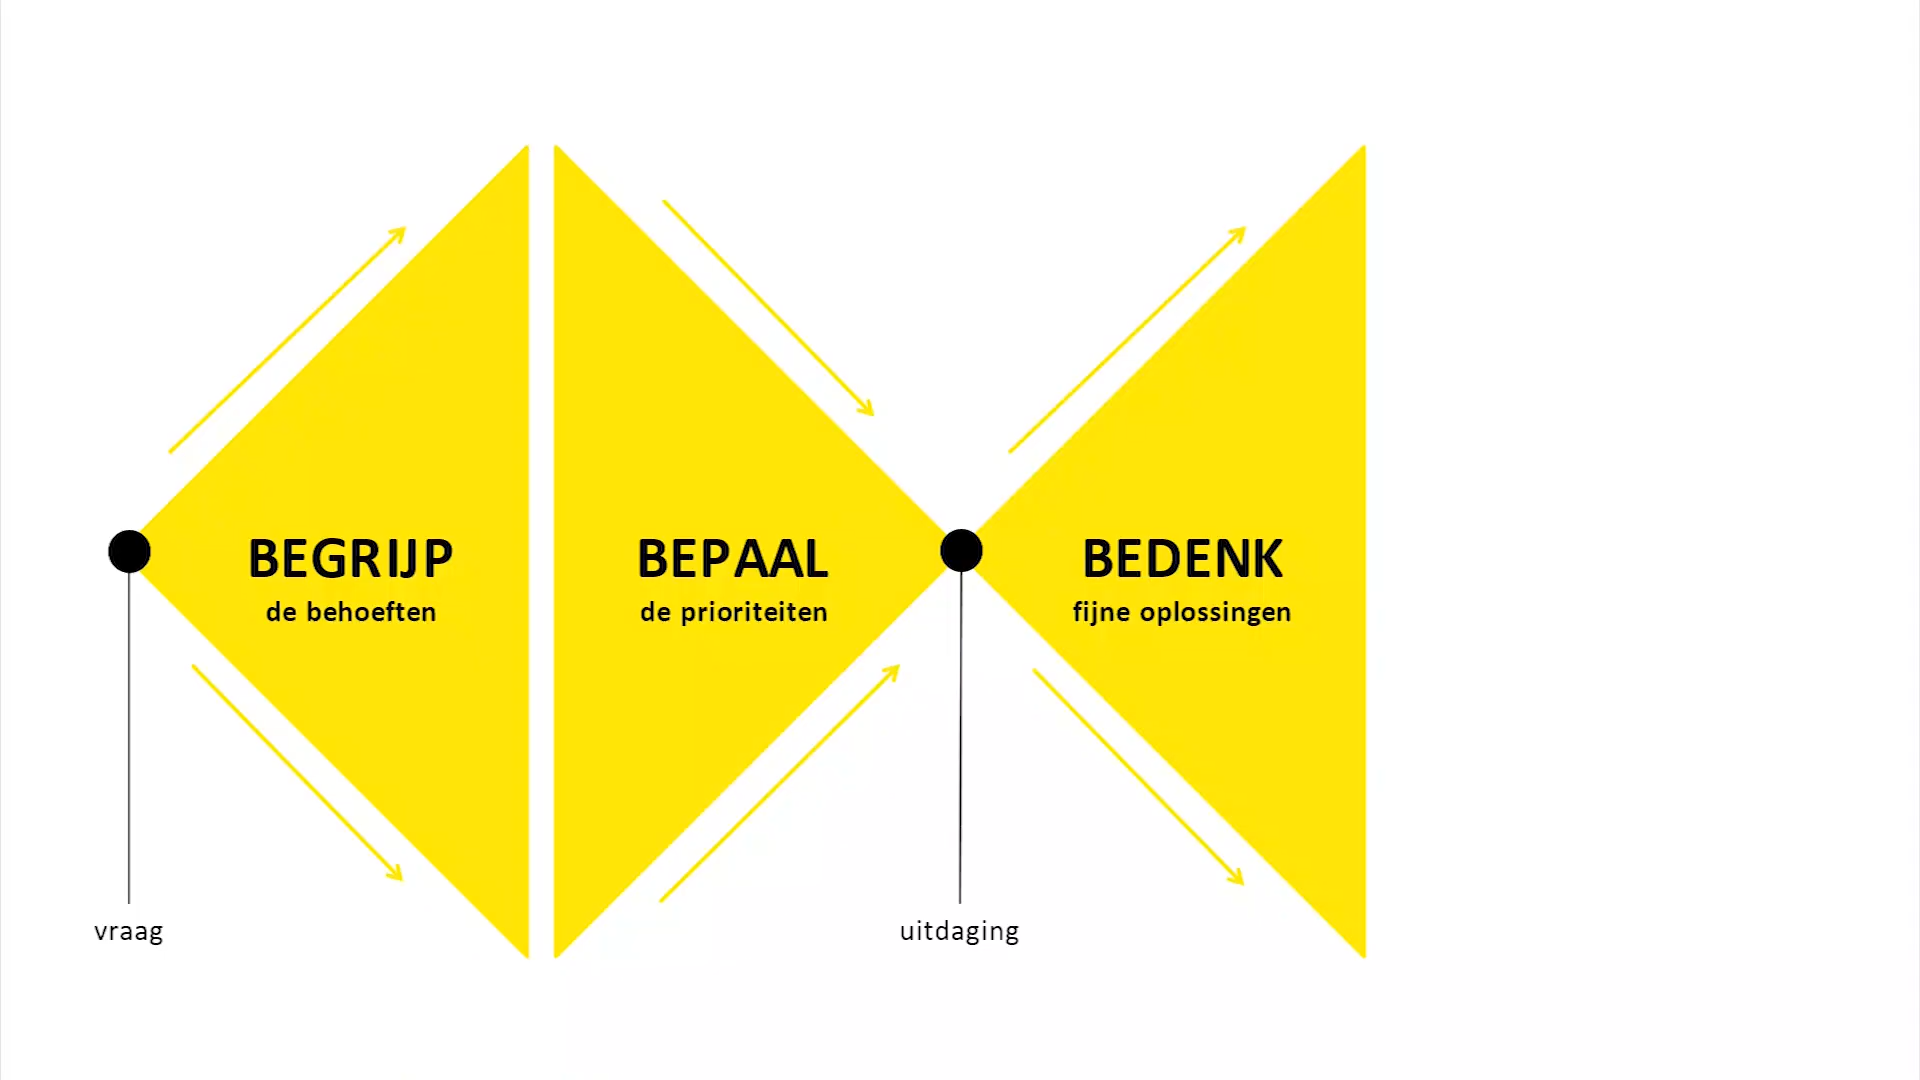 BEGRIJP
de behoeften
BEPAAL
de prioriteiten
BEDENK
fijne oplossingen
vraag
uitdaging